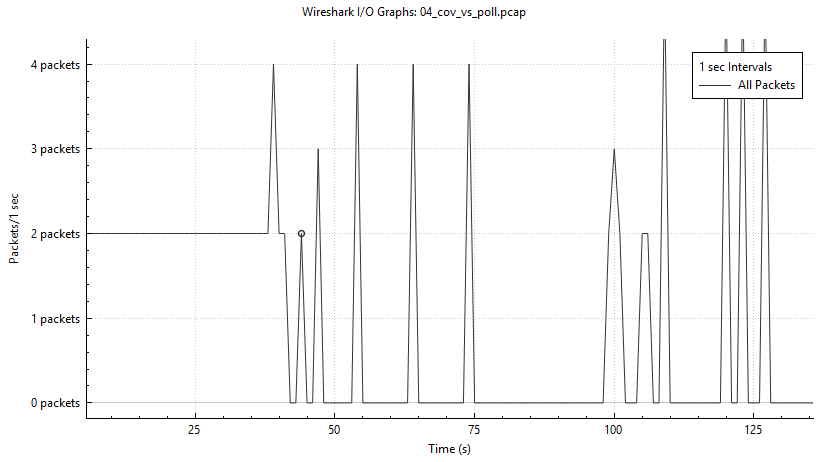 Wireshark I/O Graphs: 04_cov_vs_poll.pcap
4 packets
3 packets
2 packets
1 packets
0 packets
Packets/1 sec
1 sec Intervals
All Packets
25
50
75
100
125
Time (s)